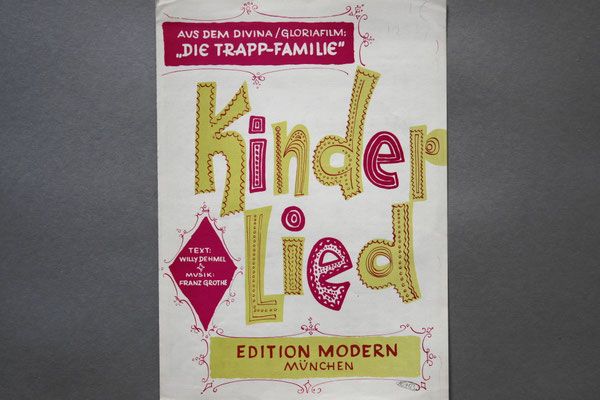 AUS DEM DIVINA/GLORIAFILM:
„DIE TRAPP-FAMILIE"
Kinder
Lied
TEXT:
WILLY DEHMEL
MUSIK:
FRANZ GROTHE
EDITION MODERN
MÜNCHEN